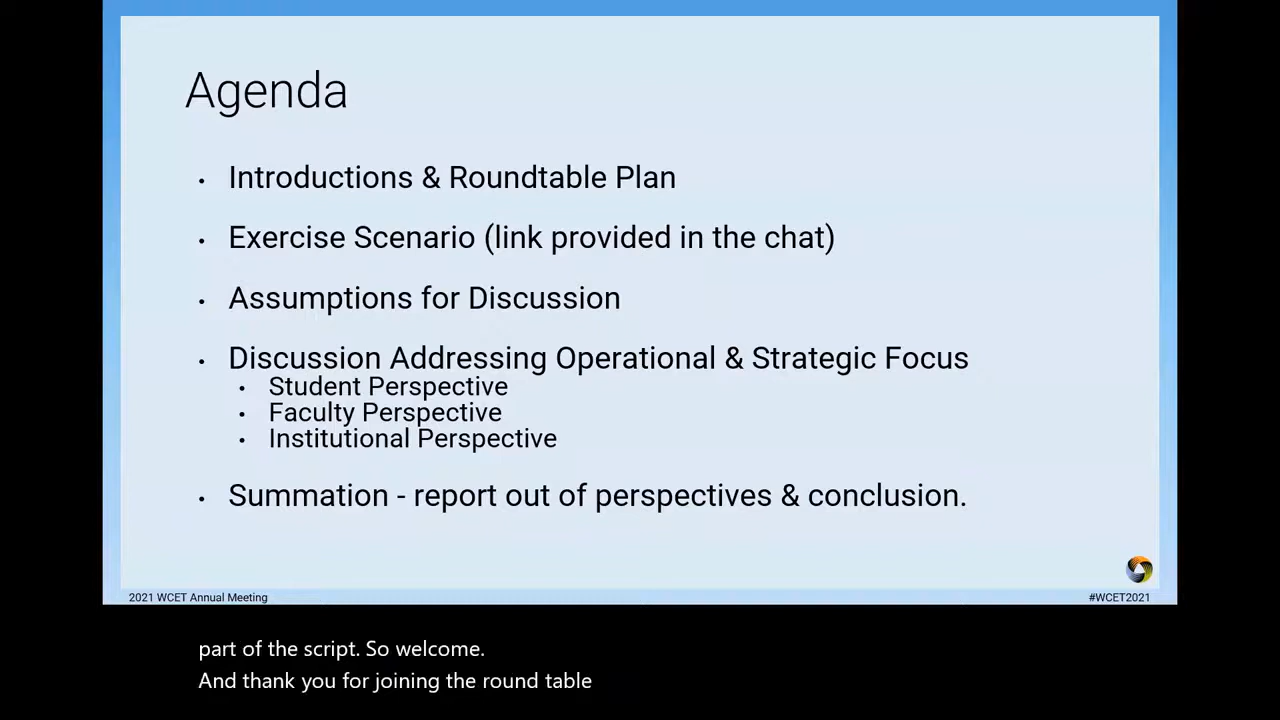 Agenda
• Introductions & Roundtable Plan
• Exercise Scenario (link provided in the chat)
• Assumptions for Discussion
• Discussion Addressing Operational & Strategic Focus
• Student Perspective
• Faculty Perspective
• Institutional Perspective
• Summation - report out of perspectives & conclusion.
2021 WCET Annual Meeting
#WCET2021
part of the script. So welcome.
And thank you for joining the round table